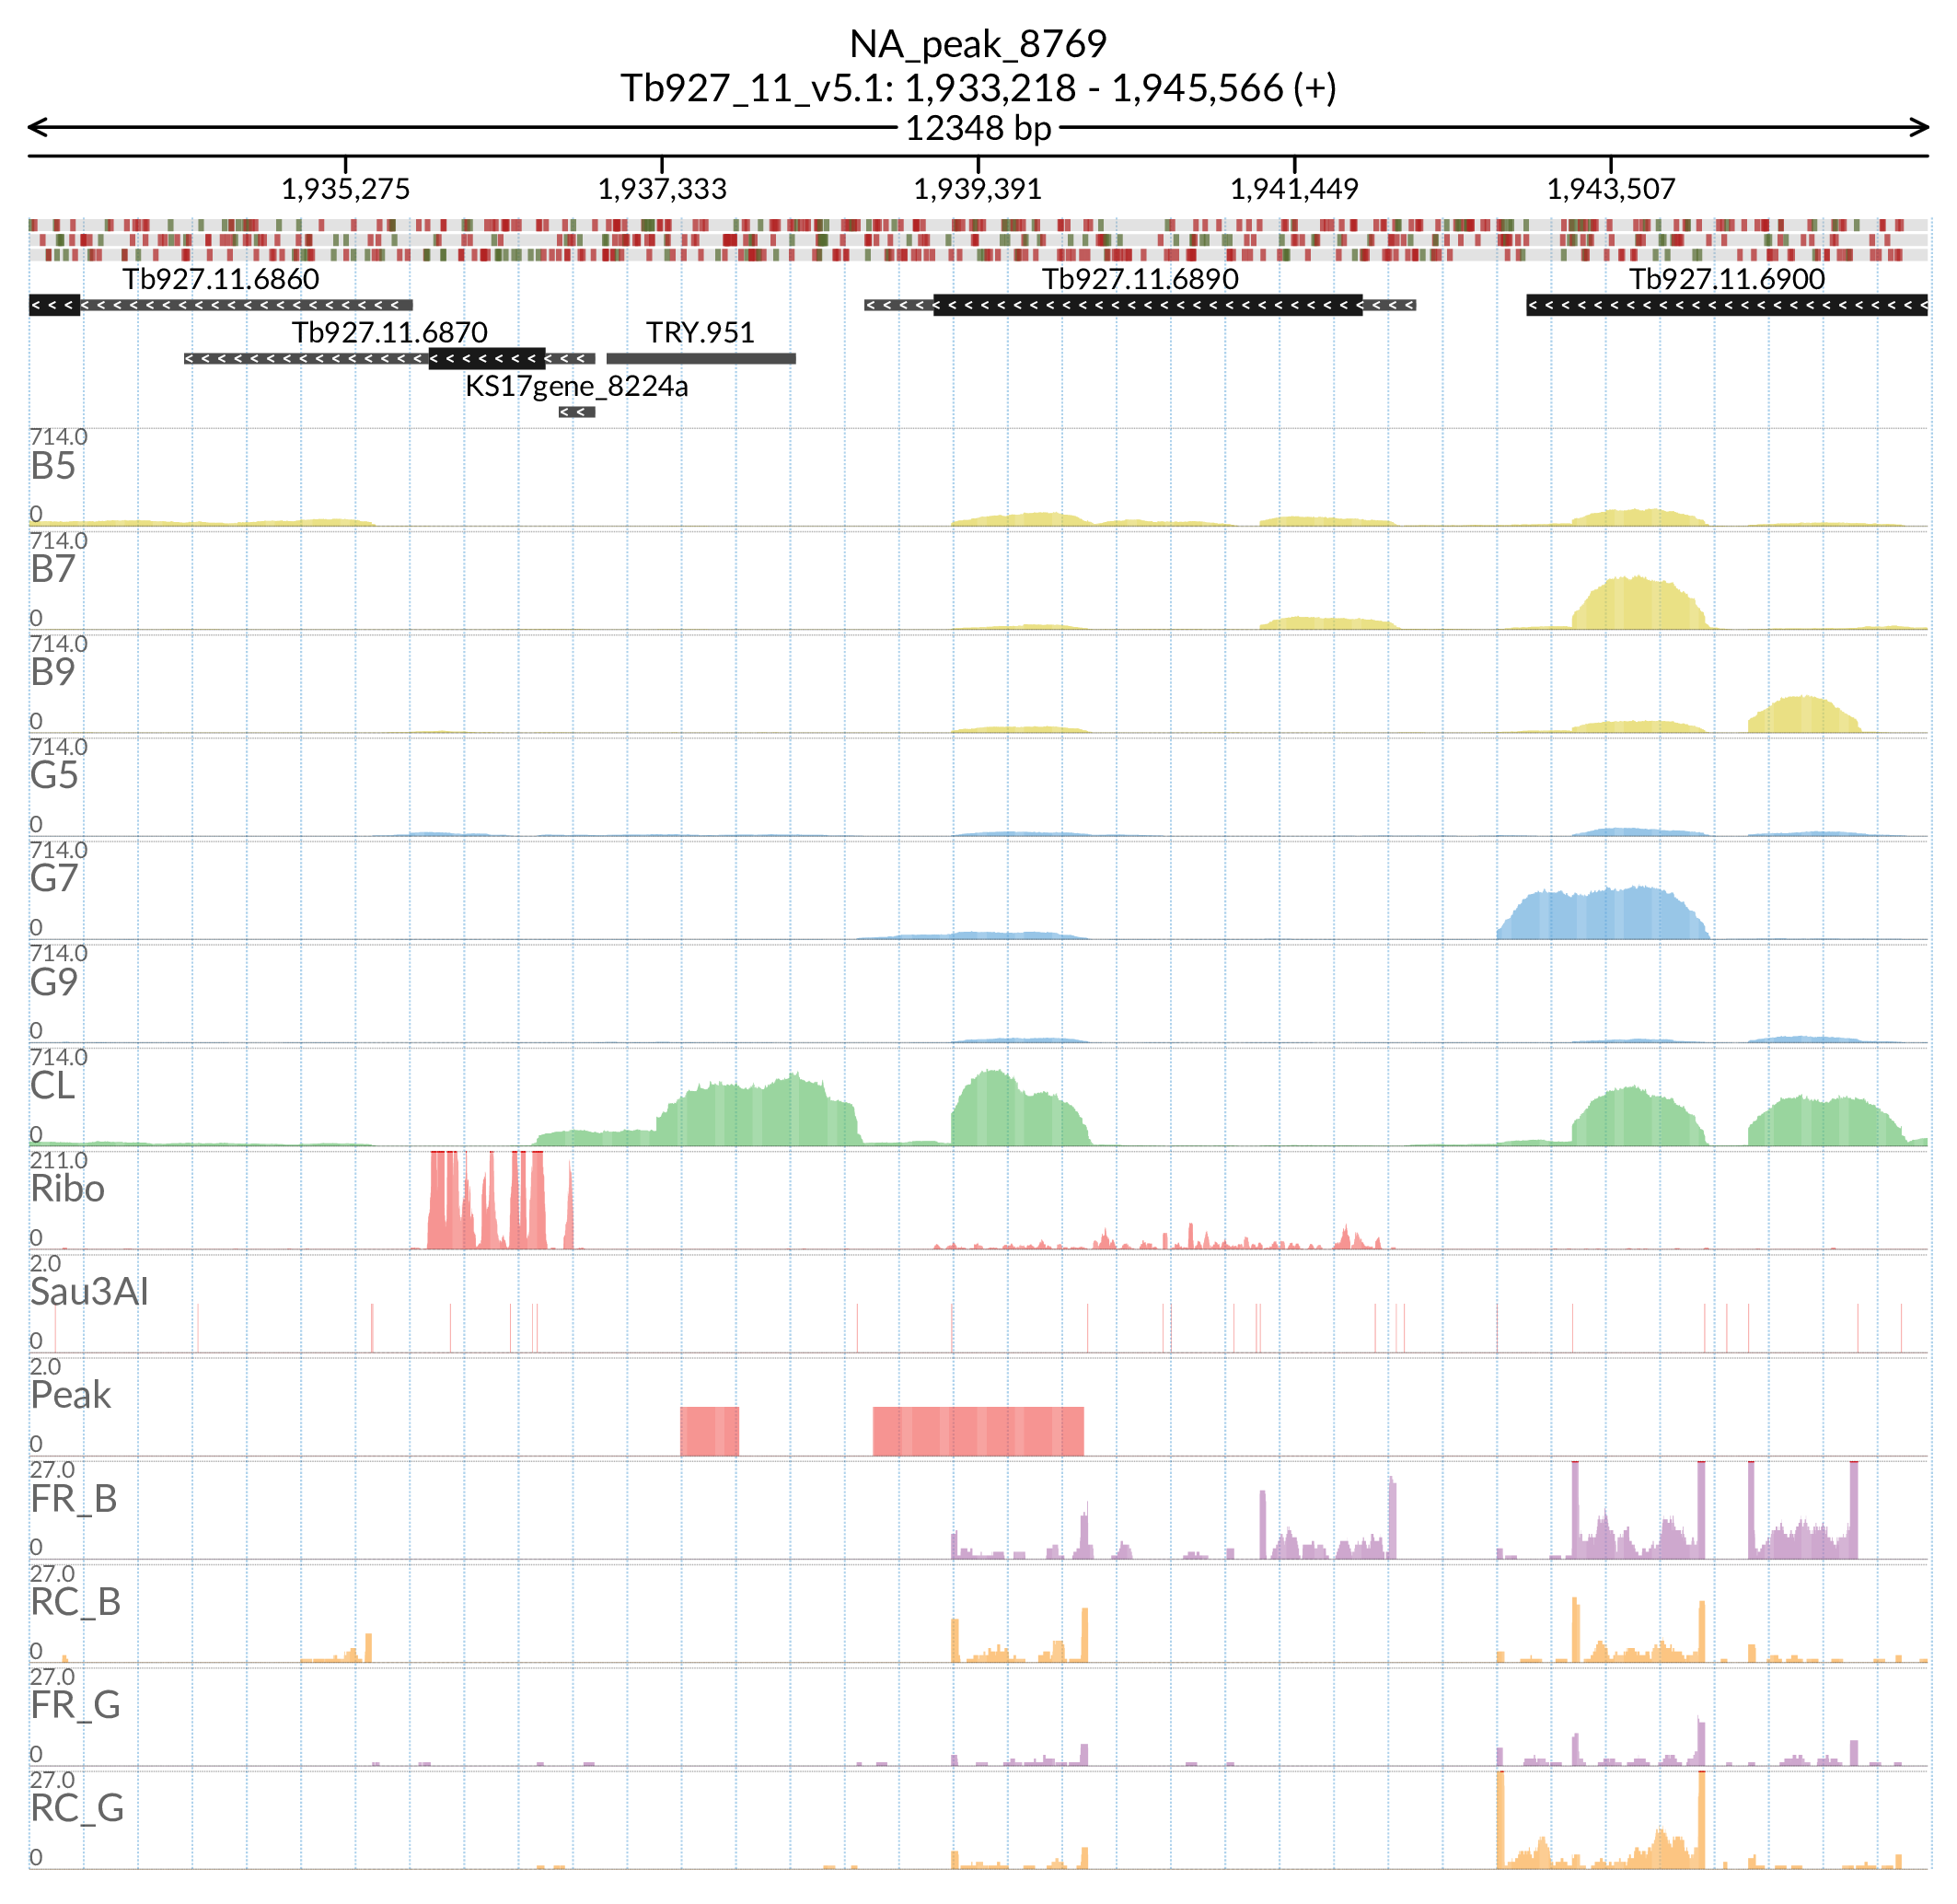 NA_peak_8769
Tb927_11_v5.1: 1,933,218 - 1,945,566 (+)
12348 bp
1,935,275 1,937,333 1,939,391 1,941,449 1,943,507
Tb927.11.6860 Tb927.11.6890 Tb927.11.6900
Tb927.11.6870 TRY.951
KS17gene_8224a
714.0
B5
0
714.0
B7
0
714.0
B9
0
714.0
G5
0
714.0
G7
0
714.0
G9
0
714.0
CL
0
211.0
Ribo
0
2.0
Sau3AI
0
2.0
Peak
0
27.0
FR_B
0
27.0
RC_B
0
27.0
FR_G
0
27.0
RC_G
0